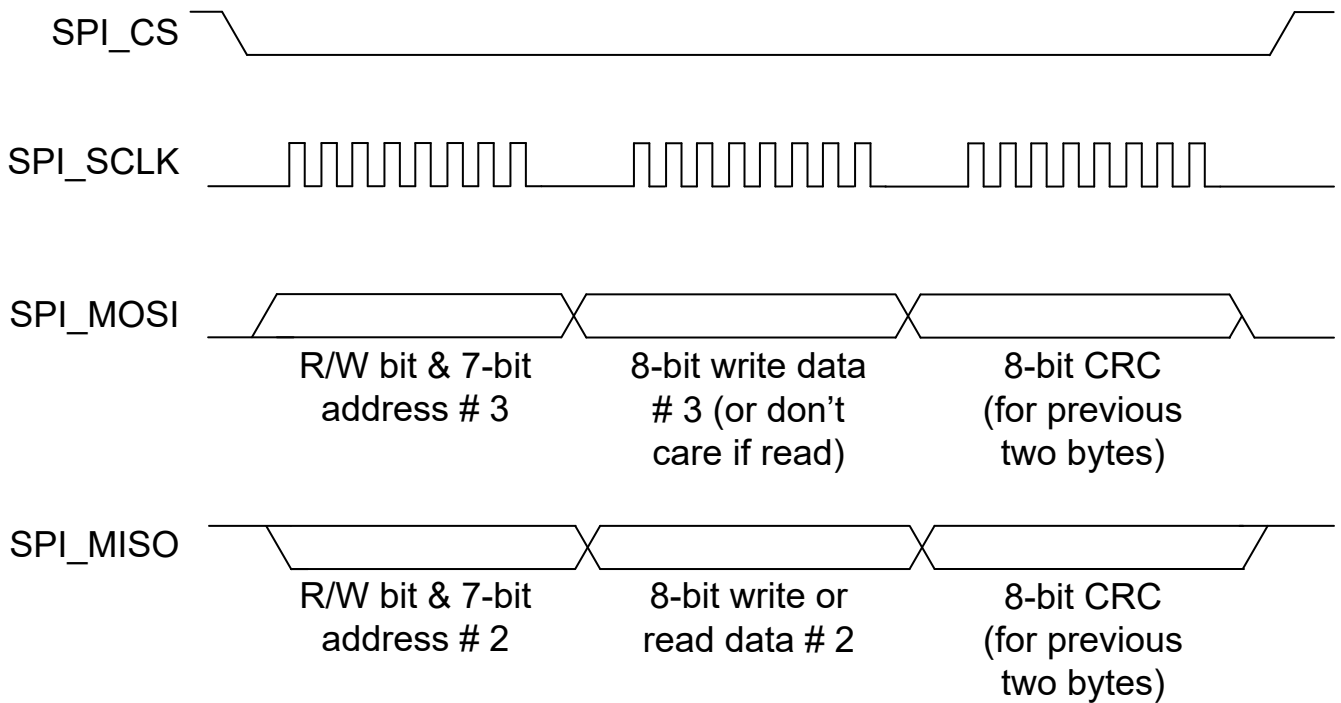 SPI_CS
SPI_SCLK
SPI_MOSI
R/W bit & 7-bit
address # 3
8-bit write data
# 3 (or don’t
care if read)
8-bit CRC
(for previous
two bytes)
SPI_MISO
R/W bit & 7-bit
address # 2
8-bit write or
read data # 2
8-bit CRC
(for previous
two bytes)